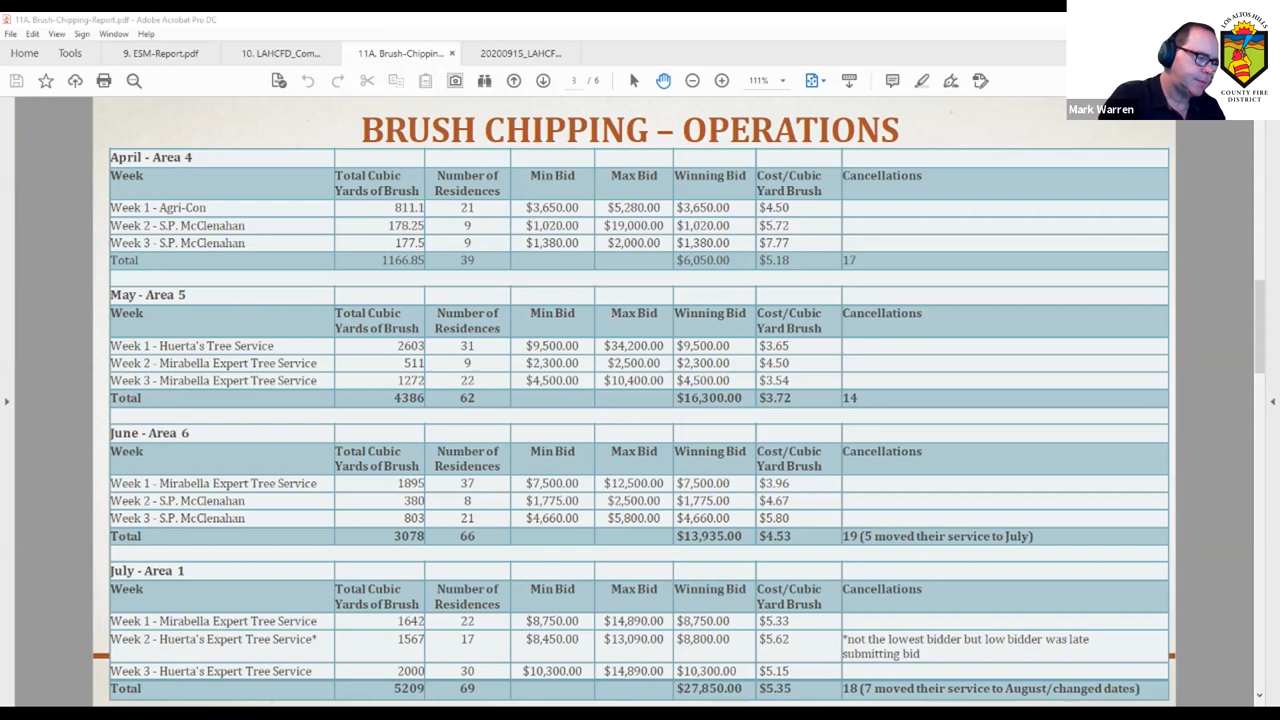 11A. Brush-Chipping-Report.pdf - Adobe Acrobat Pro DC
File Edit View Sign Window Help
Home Tools 9. ESM-Report.pdf 10. LAHCFD_Com... 11A. Brush-Chippin... × 20200915_LAHCF...
3 / 6 111%
LOS ALTOS HILLS
COUNTY FIRE
DISTRICT
Mark Warren
BRUSH CHIPPING – OPERATIONS
April - Area 4
Week Total Cubic Yards of Brush Number of Residences Min Bid Max Bid Winning Bid Cost/Cubic Yard Brush Cancellations
Week 1 - Agri-Con 811.1 21 $3,650.00 $5,280.00 $3,650.00 $4.50
Week 2 - S.P. McClenahan 178.25 9 $1,020.00 $19,000.00 $1,020.00 $5.72
Week 3 - S.P. McClenahan 177.5 9 $1,380.00 $2,000.00 $1,380.00 $7.77
Total 1166.85 39 $6,050.00 $5.18 17
May - Area 5
Week Total Cubic Yards of Brush Number of Residences Min Bid Max Bid Winning Bid Cost/Cubic Yard Brush Cancellations
Week 1 - Huerta's Tree Service 2603 31 $9,500.00 $34,200.00 $9,500.00 $3.65
Week 2 - Mirabella Expert Tree Service 511 9 $2,300.00 $2,500.00 $2,300.00 $4.50
Week 3 - Mirabella Expert Tree Service 1272 22 $4,500.00 $10,400.00 $4,500.00 $3.54
Total 4386 62 $16,300.00 $3.72 14
June - Area 6
Week Total Cubic Yards of Brush Number of Residences Min Bid Max Bid Winning Bid Cost/Cubic Yard Brush Cancellations
Week 1 - Mirabella Expert Tree Service 1895 37 $7,500.00 $12,500.00 $7,500.00 $3.96
Week 2 - S.P. McClenahan 380 8 $1,775.00 $2,500.00 $1,775.00 $4.67
Week 3 - S.P. McClenahan 803 21 $4,660.00 $5,800.00 $4,660.00 $5.80
Total 3078 66 $13,935.00 $4.53 19 (5 moved their service to July)
July - Area 1
Week Total Cubic Yards of Brush Number of Residences Min Bid Max Bid Winning Bid Cost/Cubic Yard Brush Cancellations
Week 1 - Mirabella Expert Tree Service 1642 22 $8,750.00 $14,890.00 $8,750.00 $5.33
Week 2 - Huerta's Expert Tree Service* 1567 17 $8,450.00 $13,090.00 $8,800.00 $5.62 *not the lowest bidder but low bidder was late submitting bid
Week 3 - Huerta's Expert Tree Service 2000 30 $10,300.00 $14,890.00 $10,300.00 $5.15
Total 5209 69 $27,850.00 $5.35 18 (7 moved their service to August/changed dates)